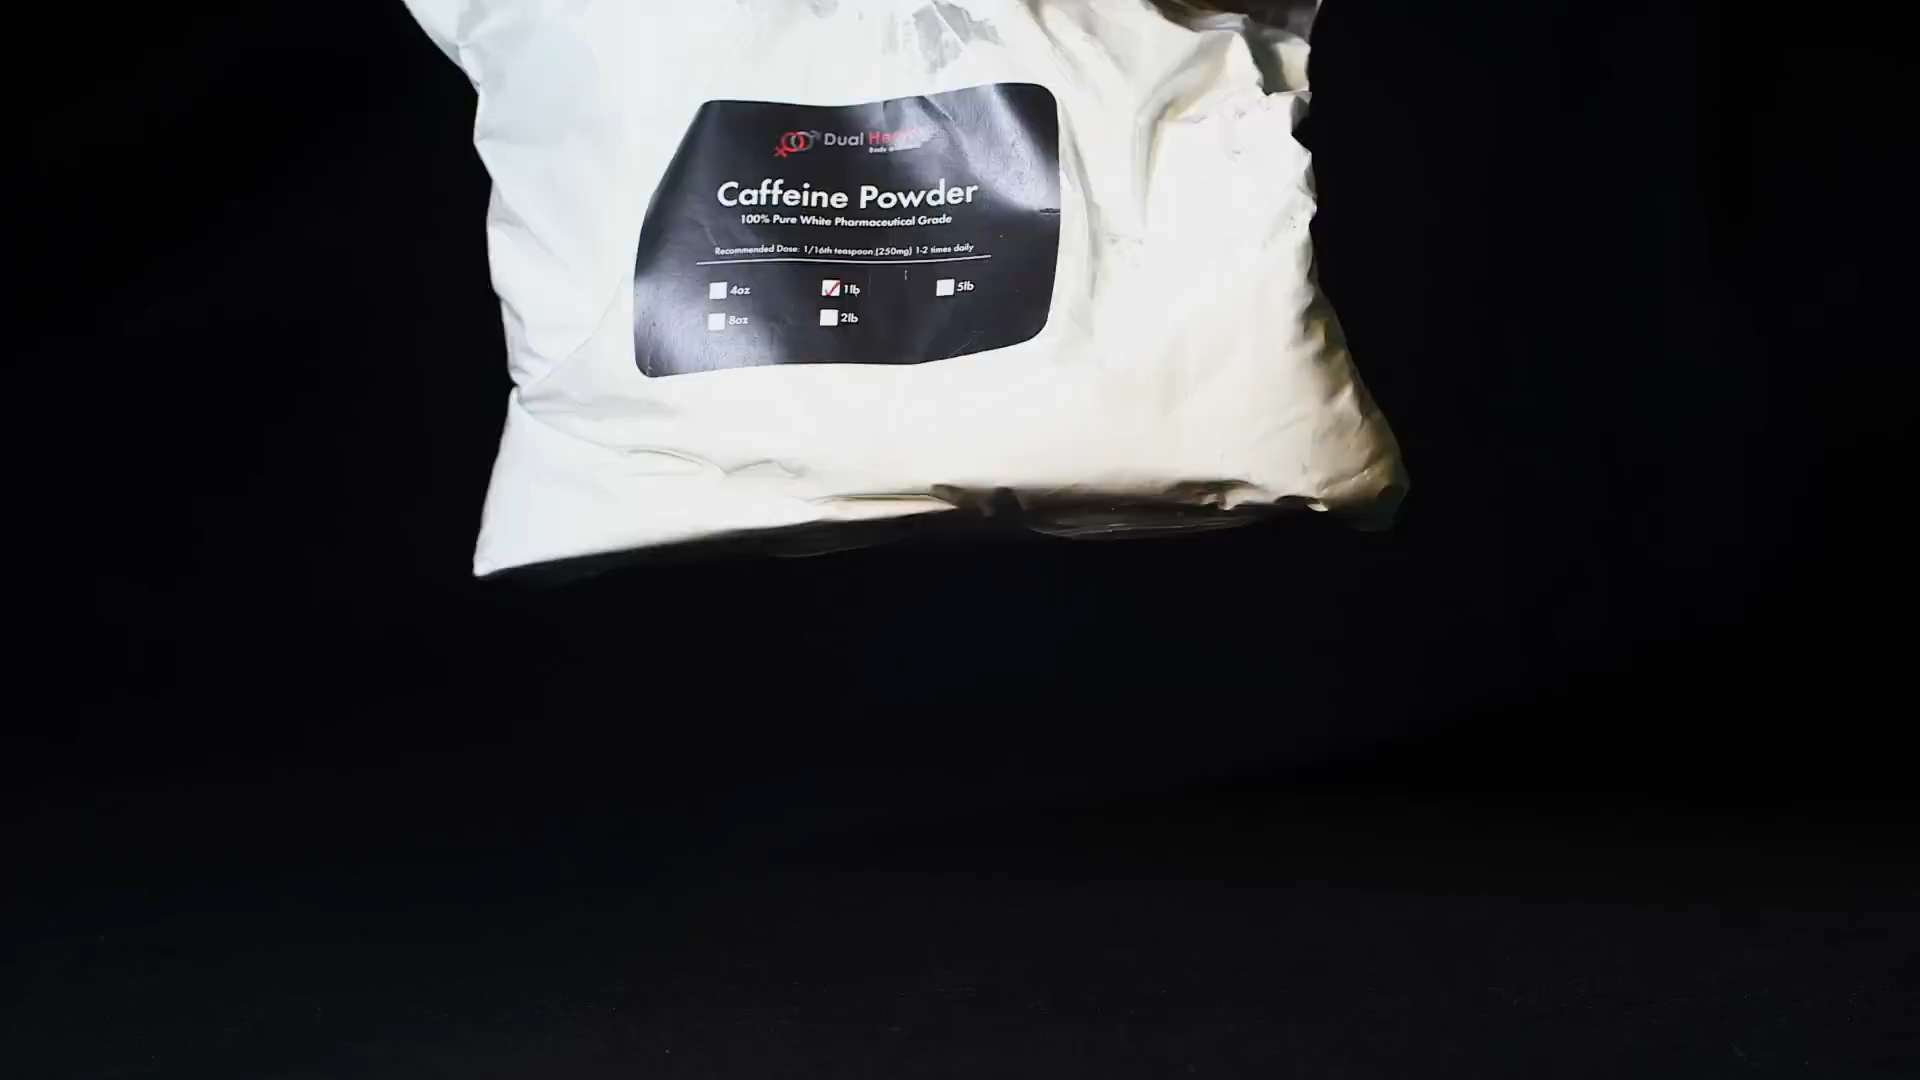 Dual
Caffeine Powder
100% Pure White Pharmaceutical Grade
Recommended Dose: 1/16th teaspoon (250mg) 1-2 times daily
4oz 1lb 5lb
8oz 2lb